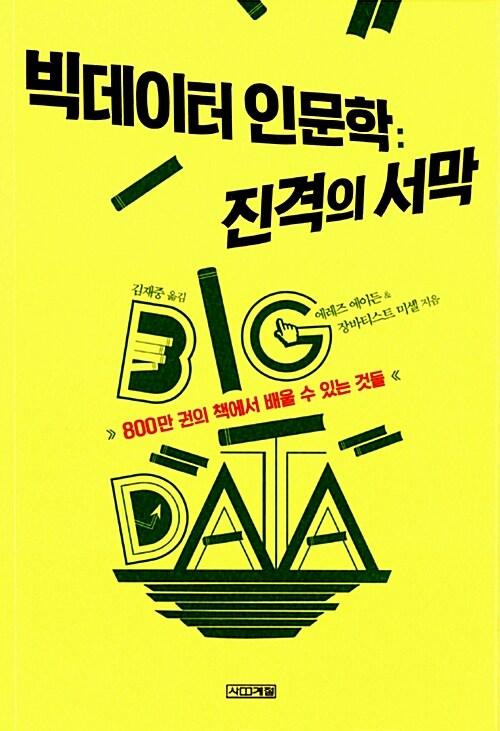 빅데이터 인문학:
진격의 서막
김재중 옮김
에레즈 에이든 &
장바티스트 미셸 지음
BIG
» 800만 권의 책에서 배울 수 있는 것들 «
DATA
사계절